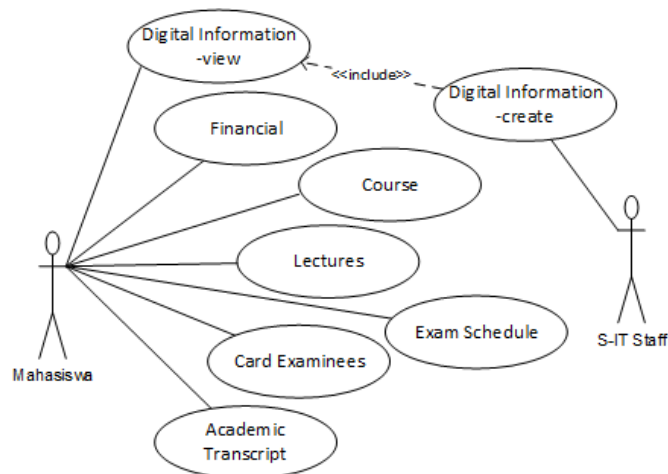 Digital Information
-view
<<include>>
Digital Information
-create
Financial
Course
Lectures
Exam Schedule
S-IT Staff
Card Examinees
Mahasiswa
Academic
Transcript